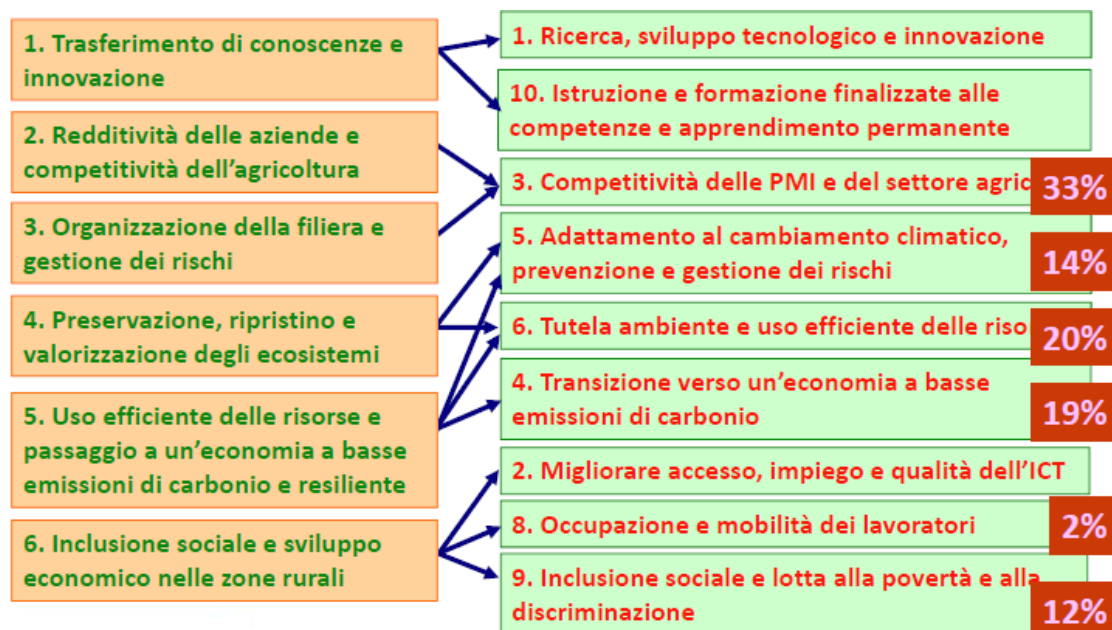 1. Trasferimento di conoscenze e
innovazione
2. Redditività delle aziende e
competitività dell'agricoltura
3. Organizzazione della filiera e
gestione dei rischi
4. Preservazione, ripristino e
valorizzazione degli ecosistemi
5. Uso efficiente delle risorse e
passaggio a un'economia a basse
emissioni di carbonio e resiliente
6. Inclusione sociale e sviluppo
economico nelle zone rurali
1. Ricerca, sviluppo tecnologico e innovazione
10. Istruzione e formazione finalizzate alle
competenze e apprendimento permanente
3. Competitività delle PMI e del settore agric
33%
5. Adattamento al cambiamento climatico,
prevenzione e gestione dei rischi
14%
6. Tutela ambiente e uso efficiente delle riso
20%
4. Transizione verso un'economia a basse
emissioni di carbonio
19%
2. Migliorare accesso, impiego e qualità dell'ICT
8. Occupazione e mobilità dei lavoratori
2%
9. Inclusione sociale e lotta alla povertà e alla
discriminazione
12%